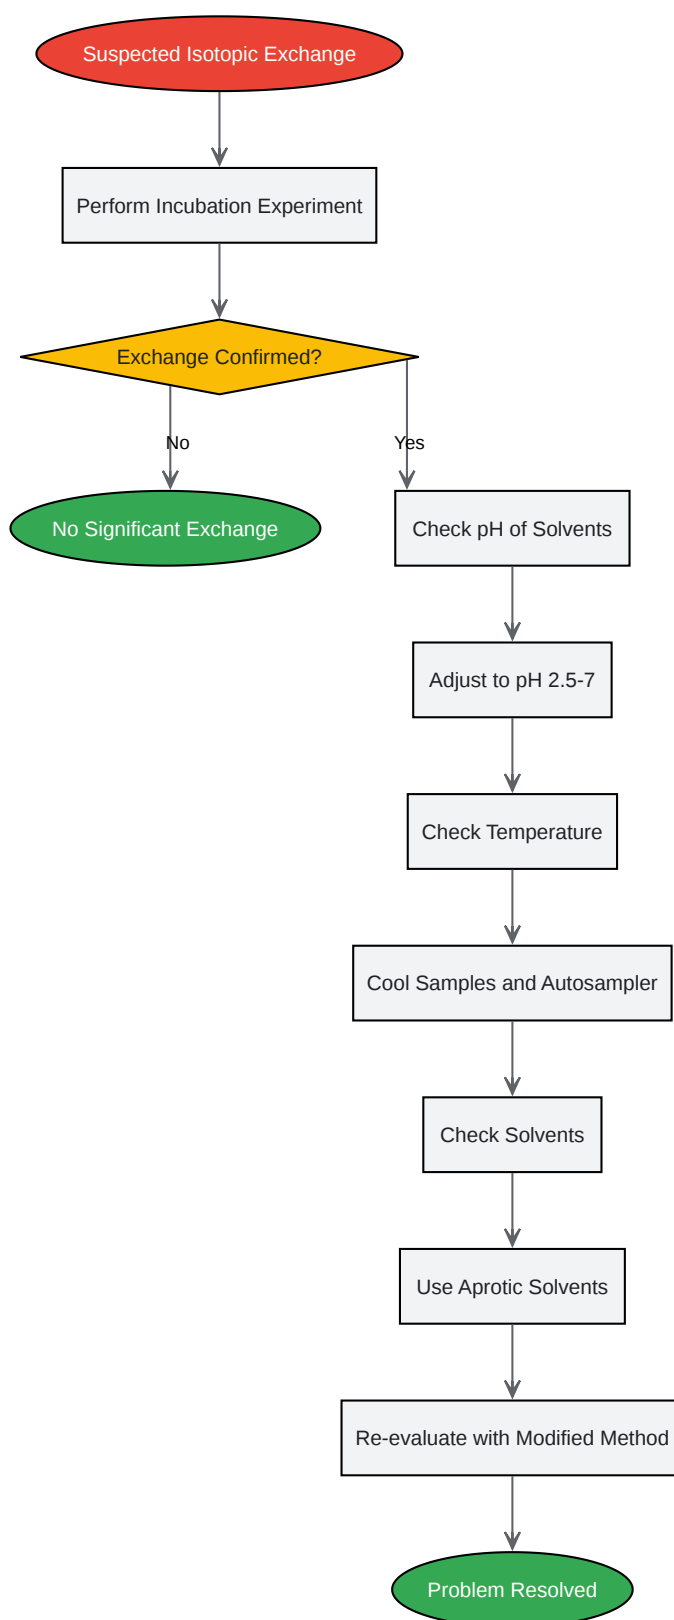 Suspected Isotopic Exchange
Perform Incubation Experiment
Exchange Confirmed?
No
Yes
No Significant Exchange
Check pH of Solvents
Adjust to pH 2.5-7
Check Temperature
Cool Samples and Autosampler
Check Solvents
Use Aprotic Solvents
Re-evaluate with Modified Method
Problem Resolved